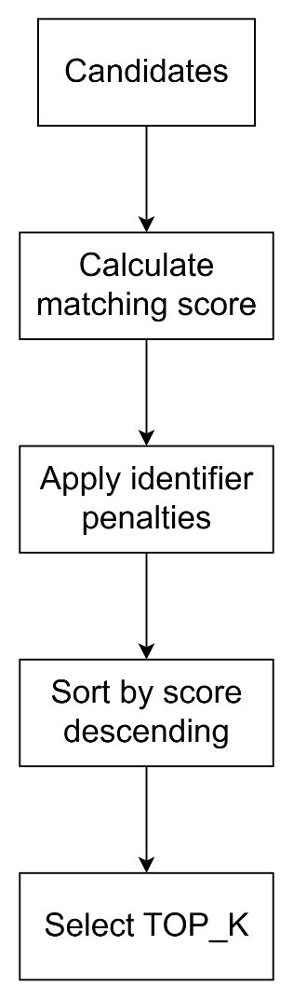 Candidates
Calculate
matching score
Apply identifier
penalties
Sort by score
descending
Select TOP_K